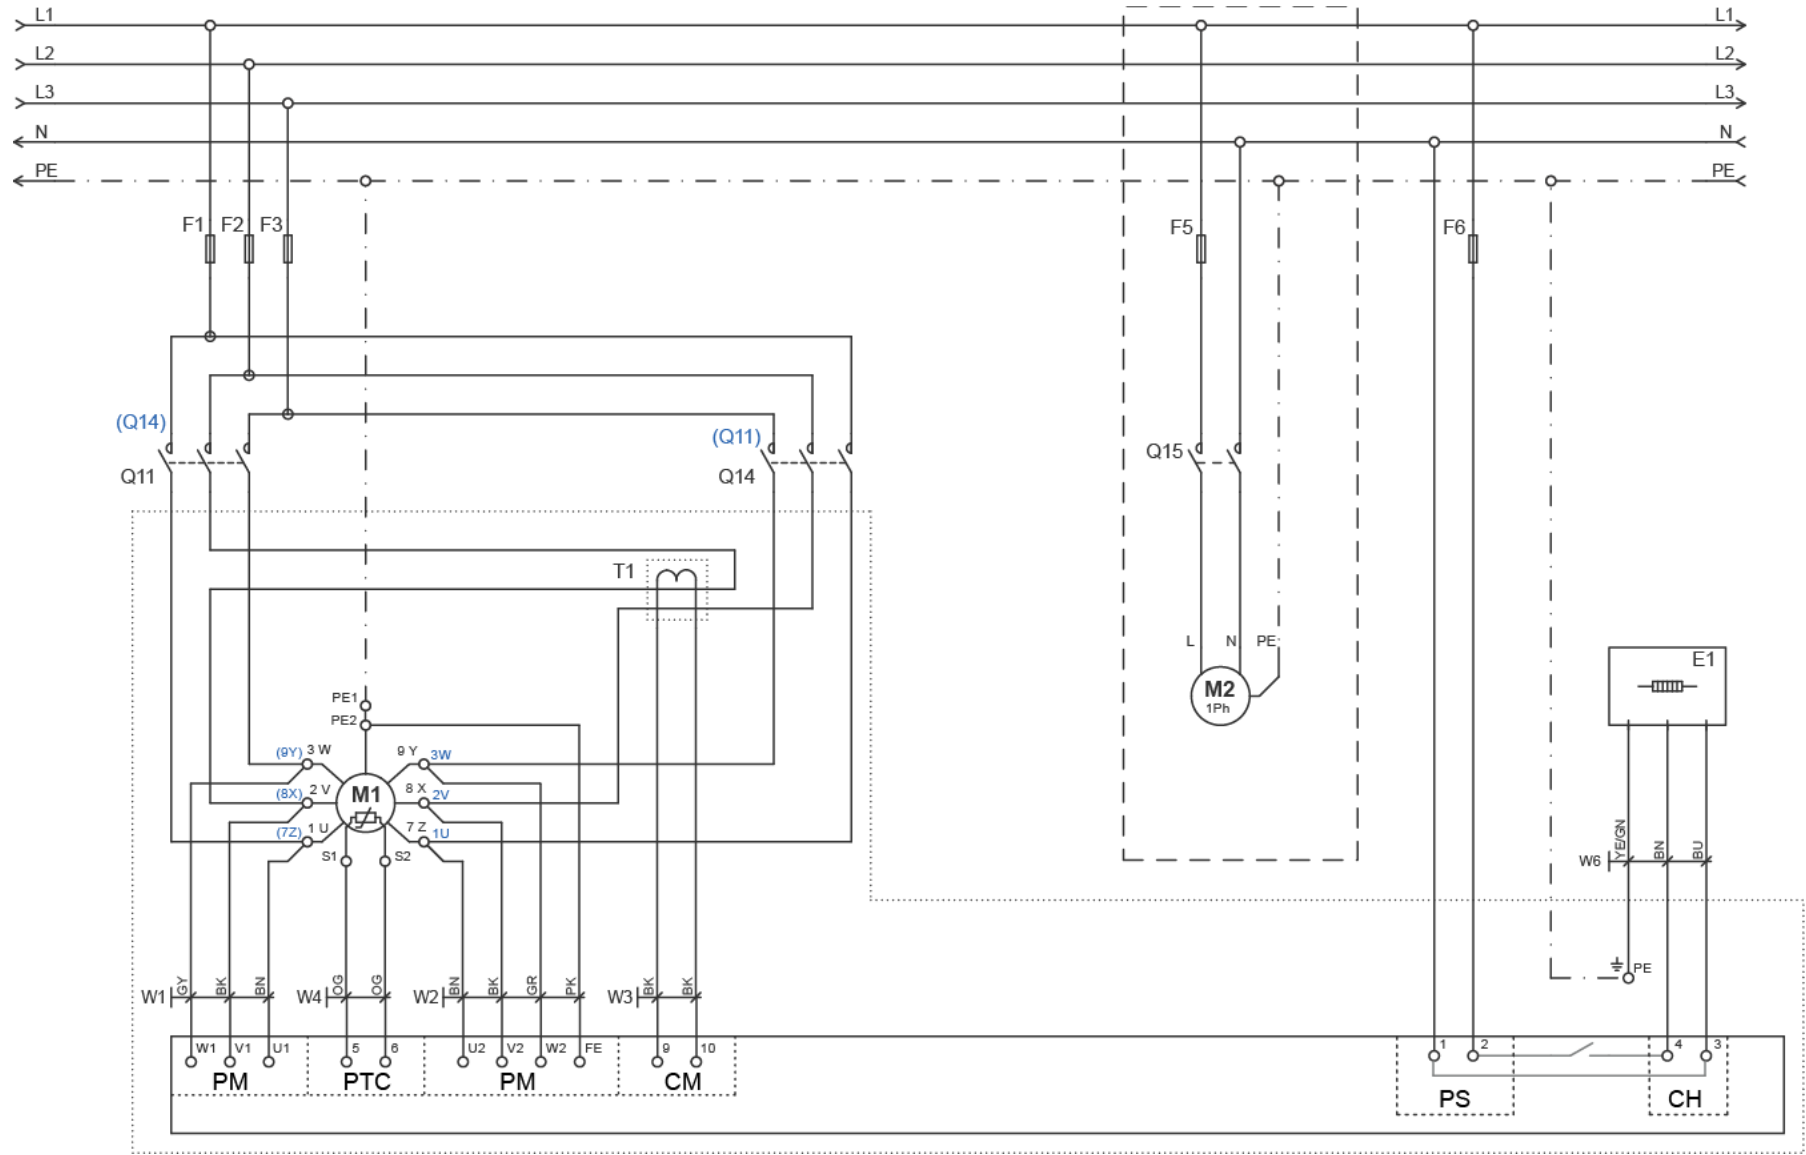 L1 L1
L2 L2
L3 L3
N N
PE PE
F1 F2 F3 F5 F6
(Q14) (Q11)
Q15
Q11 Q14
T1
L N PE
E1
M2
1Ph
PE1
PE2
(9Y) 3 W 9 Y 3W
(8X) 2 V 8 X 2V
M1
(7Z) 1 U 7 Z 1U
S1 S2
W6 YE/GN BN BU
PE
W1 GY BK BN W4 OG OG W2 BN BK GR PK W3 BK BK
W1 V1 U1 5 6 U2 V2 W2 FE 9 10 1 2 4 3
PM PTC PM CM
PS CH